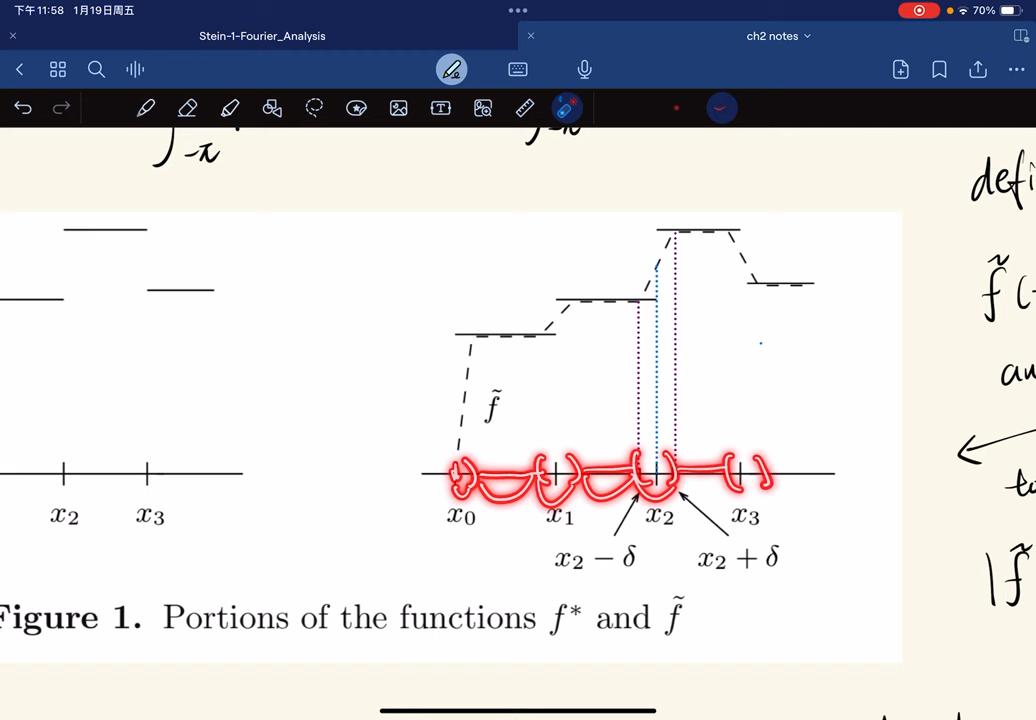 下午11:58 1月19日周五
70%
Stein-1-Fourier_Analysis
ch2 notes
-π
-π
defi
f̃(
f̃
au
x₂ x₃
x₀ x₁ x₂ x₃
x₂ − δ x₂ + δ
|f̃
Figure 1. Portions of the functions f* and f̃